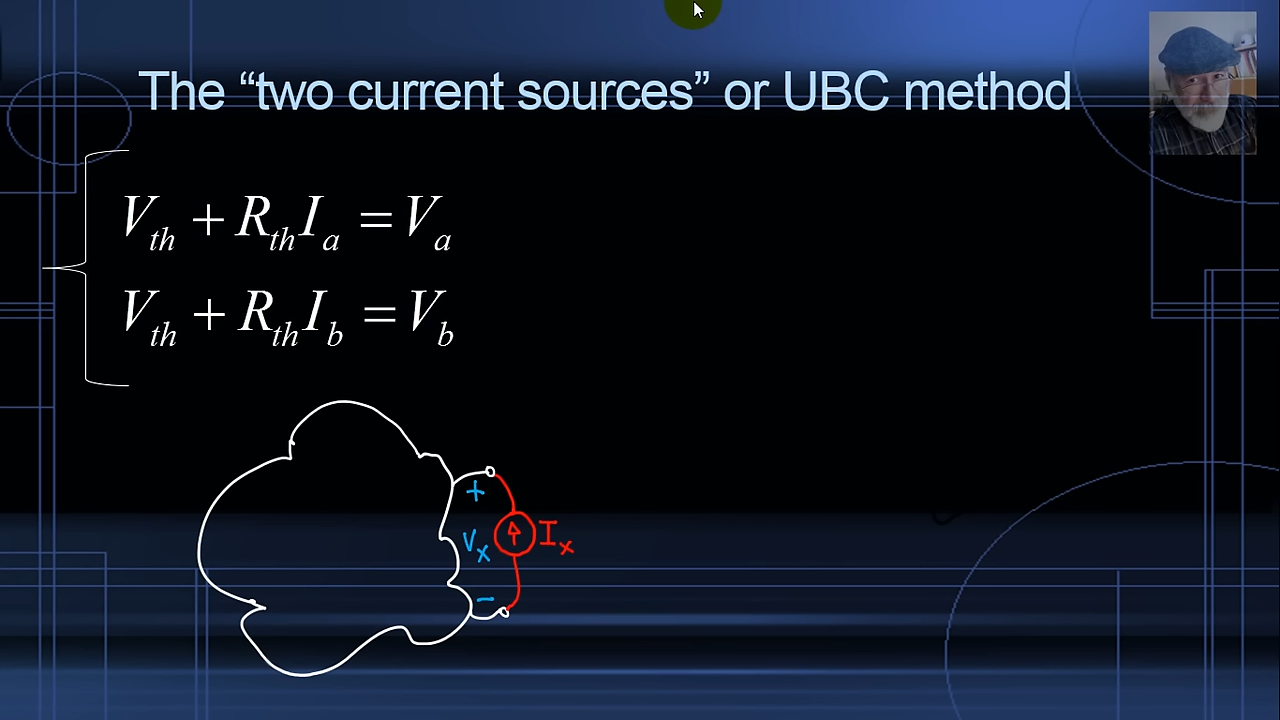 The “two current sources” or UBC method
V_th + R_th I_a = V_a
V_th + R_th I_b = V_b
+
V_x I_x
−